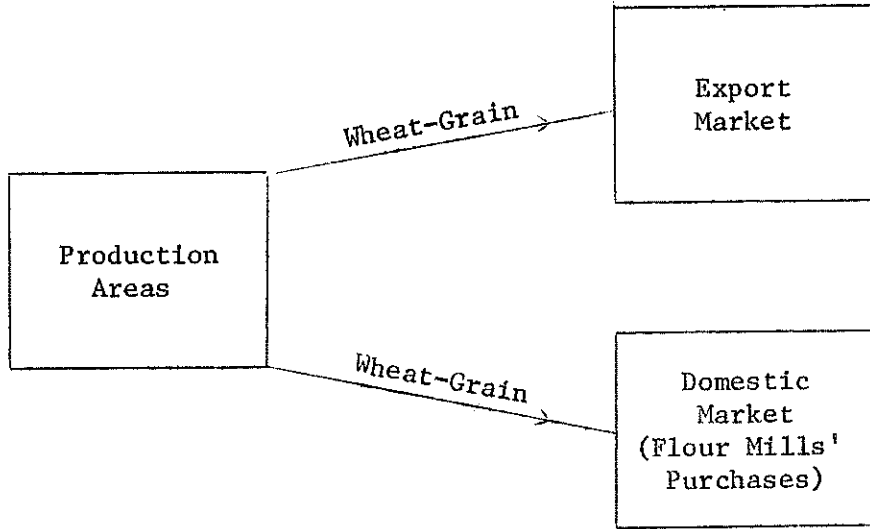 Export
Market
Wheat-Grain
Production
Areas
Wheat-Grain
Domestic
Market
(Flour Mills'
Purchases)